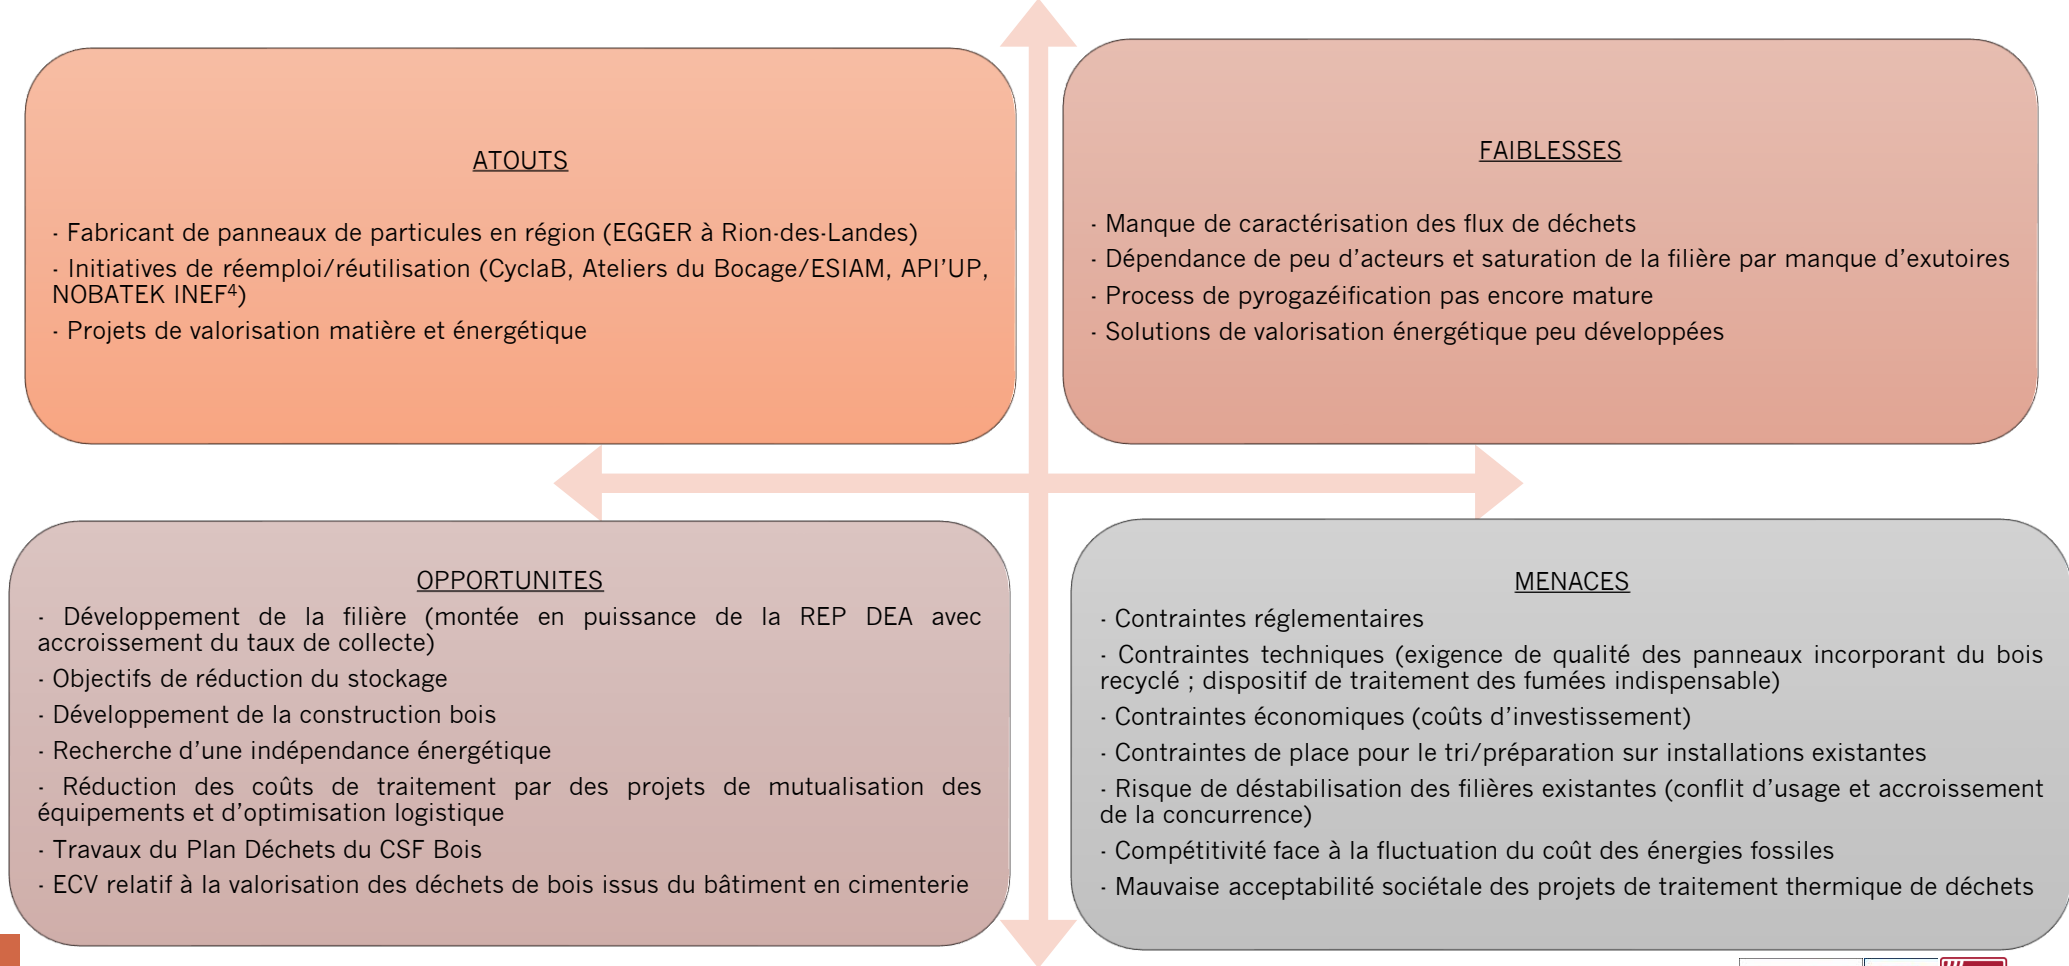 ATOUTS
· Fabricant de panneaux de particules en région (EGGER à Rion-des-Landes)
· Initiatives de réemploi/réutilisation (CyclaB, Ateliers du Bocage/ESIAM, API’UP,
NOBATEK INEF⁴)
· Projets de valorisation matière et énergétique
FAIBLESSES
· Manque de caractérisation des flux de déchets
· Dépendance de peu d’acteurs et saturation de la filière par manque d’exutoires
· Process de pyrogazéification pas encore mature
· Solutions de valorisation énergétique peu développées
OPPORTUNITES
· Développement de la filière (montée en puissance de la REP DEA avec
accroissement du taux de collecte)
· Objectifs de réduction du stockage
· Développement de la construction bois
· Recherche d’une indépendance énergétique
· Réduction des coûts de traitement par des projets de mutualisation des
équipements et d’optimisation logistique
· Travaux du Plan Déchets du CSF Bois
· ECV relatif à la valorisation des déchets de bois issus du bâtiment en cimenterie
MENACES
· Contraintes réglementaires
· Contraintes techniques (exigence de qualité des panneaux incorporant du bois
recyclé ; dispositif de traitement des fumées indispensable)
· Contraintes économiques (coûts d’investissement)
· Contraintes de place pour le tri/préparation sur installations existantes
· Risque de déstabilisation des filières existantes (conflit d’usage et accroissement
de la concurrence)
· Compétitivité face à la fluctuation du coût des énergies fossiles
· Mauvaise acceptabilité sociétale des projets de traitement thermique de déchets